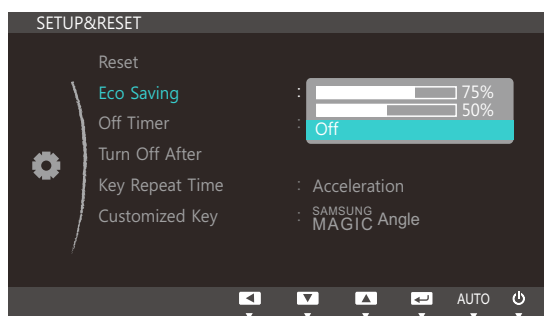 SETUP&RESET
Reset
Eco Saving : 75%
50%
Off Timer : Off
Turn Off After
Key Repeat Time : Acceleration
Customized Key : SAMSUNG MAGIC Angle
AUTO